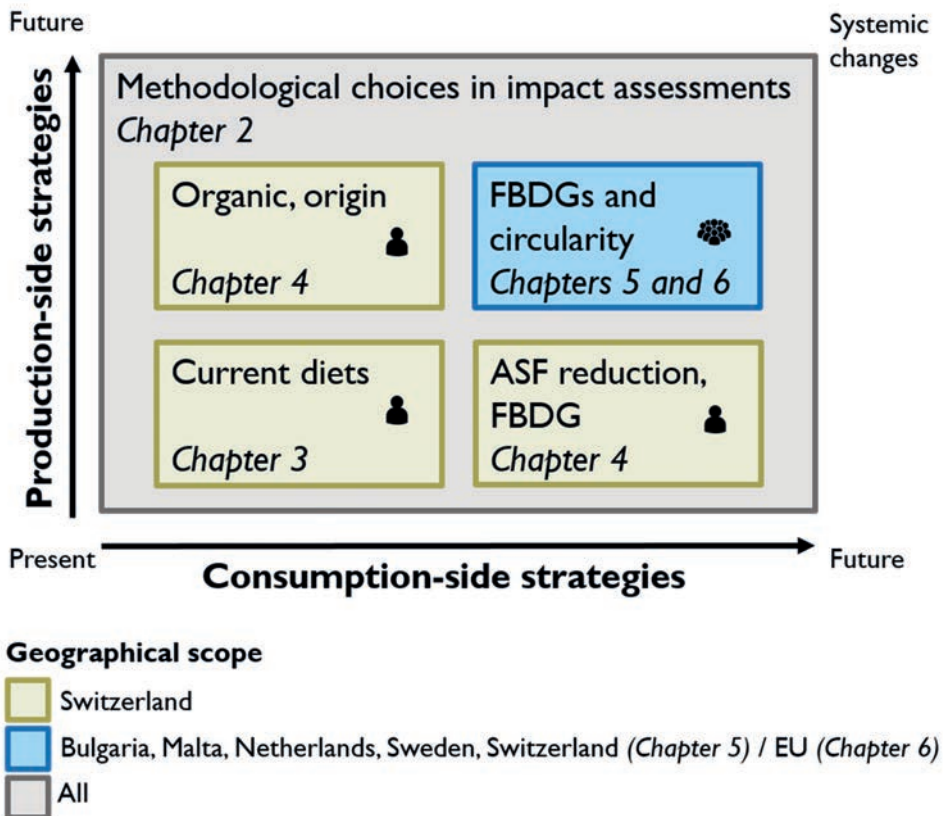 Future
Systemic
changes
Production-side strategies
Methodological choices in impact assessments
Chapter 2
Organic, origin
Chapter 4
FBDGs and
circularity
Chapters 5 and 6
Current diets
Chapter 3
ASF reduction,
FBDG
Chapter 4
Present
Consumption-side strategies
Future
Geographical scope
Switzerland
Bulgaria, Malta, Netherlands, Sweden, Switzerland (Chapter 5) / EU (Chapter 6)
All